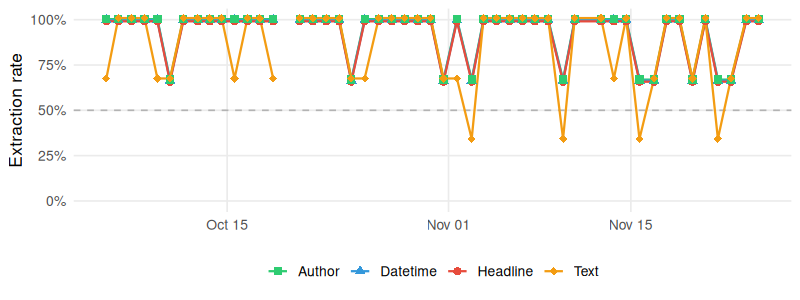 Extraction rate
100%
75%
50%
25%
0%
Oct 15 Nov 01 Nov 15
Author Datetime Headline Text